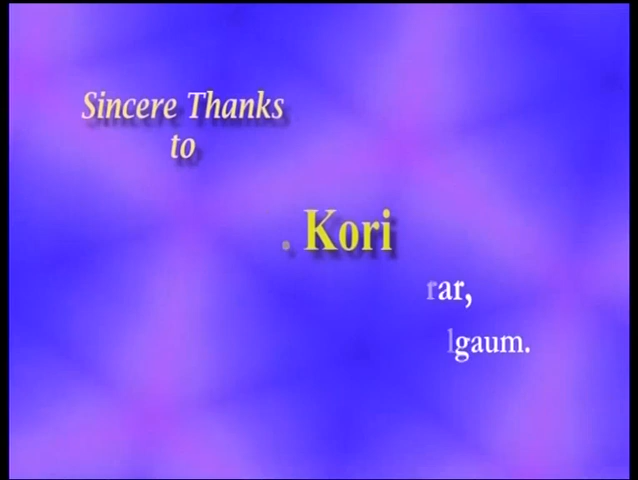 Sincere Thanks
to
. Kori
rar,
lgaum.